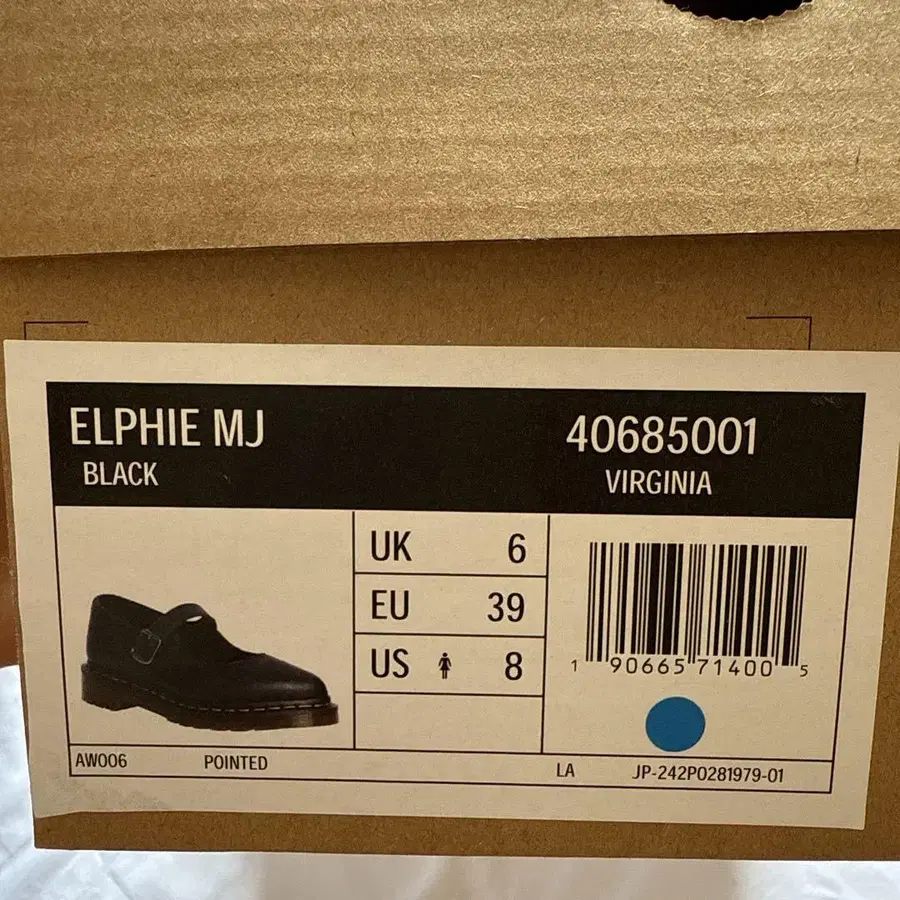 ELPHIE MJ
BLACK
40685001
VIRGINIA
UK 6
EU 39
US 8
1 90665 71400 5
AW006 POINTED
LA JP-242P0281979-01